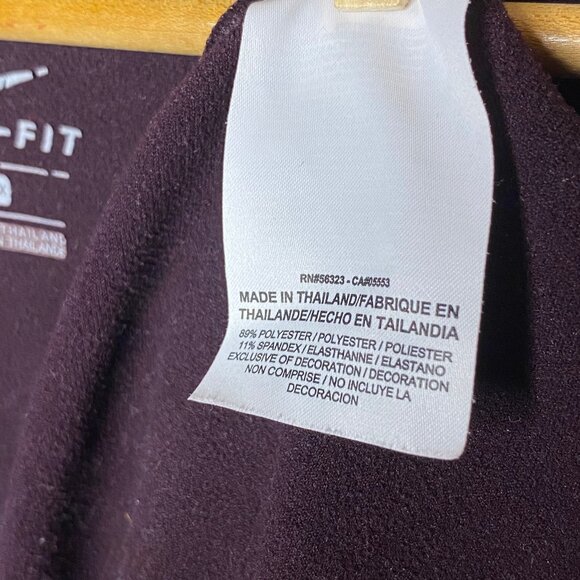 -FIT
RN#56323 - CA#05553
MADE IN THAILAND/FABRIQUE EN
THAILANDE/HECHO EN TAILANDIA
89% POLYESTER / POLYESTER / POLIESTER
11% SPANDEX / ELASTHANNE / ELASTANO
EXCLUSIVE OF DECORATION / DECORATION
NON COMPRISE / NO INCLUYE LA
DECORACION